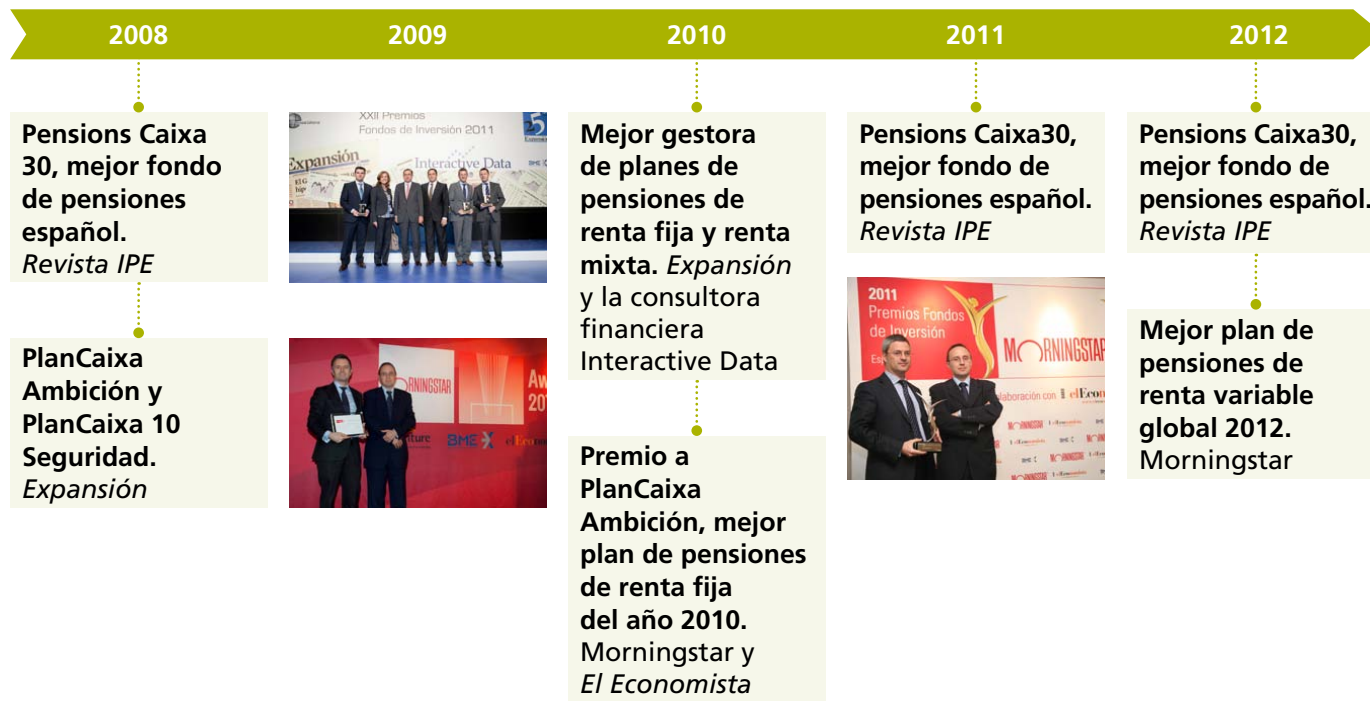 2008
2009
2010
2011
2012
Pensions Caixa
30, mejor fondo
de pensiones
español.
Revista IPE
PlanCaixa
Ambición y
PlanCaixa 10
Seguridad.
Expansión
XXII Premios
Fondos de Inversión 2011
Expansión
Interactive Data
25
BME
MORNINGSTAR
BME X
elEconomista
Mejor gestora
de planes de
pensiones de
renta fija y renta
mixta. Expansión
y la consultora
financiera
Interactive Data
Premio a
PlanCaixa
Ambición, mejor
plan de pensiones
de renta fija
del año 2010.
Morningstar y
El Economista
Pensions Caixa30,
mejor fondo de
pensiones español.
Revista IPE
2011
Premios Fondos
de Inversión
MORNINGSTAR
elEcon
Pensions Caixa30,
mejor fondo de
pensiones español.
Revista IPE
Mejor plan de
pensiones de
renta variable
global 2012.
Morningstar